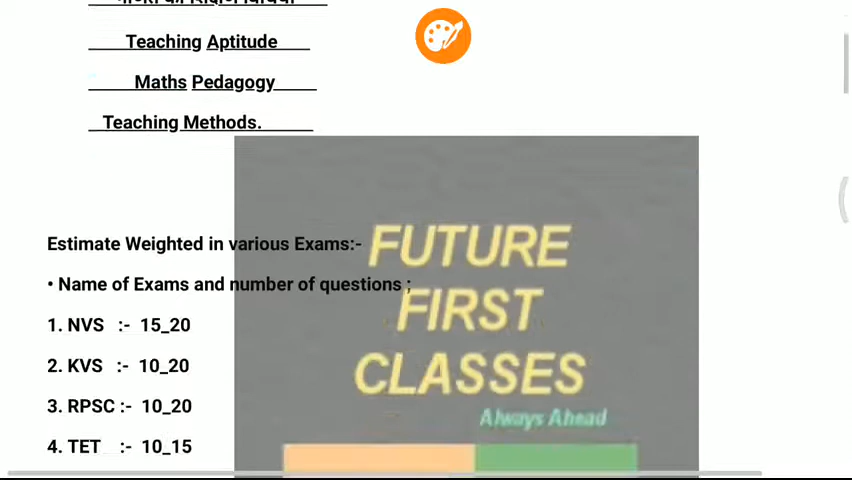 Teaching Aptitude
Maths Pedagogy
Teaching Methods.
Estimate Weighted in various Exams:-
• Name of Exams and number of questions ;
1. NVS :- 15_20
2. KVS :- 10_20
3. RPSC :- 10_20
4. TET :- 10_15
FUTURE
FIRST
CLASSES
Always Ahead